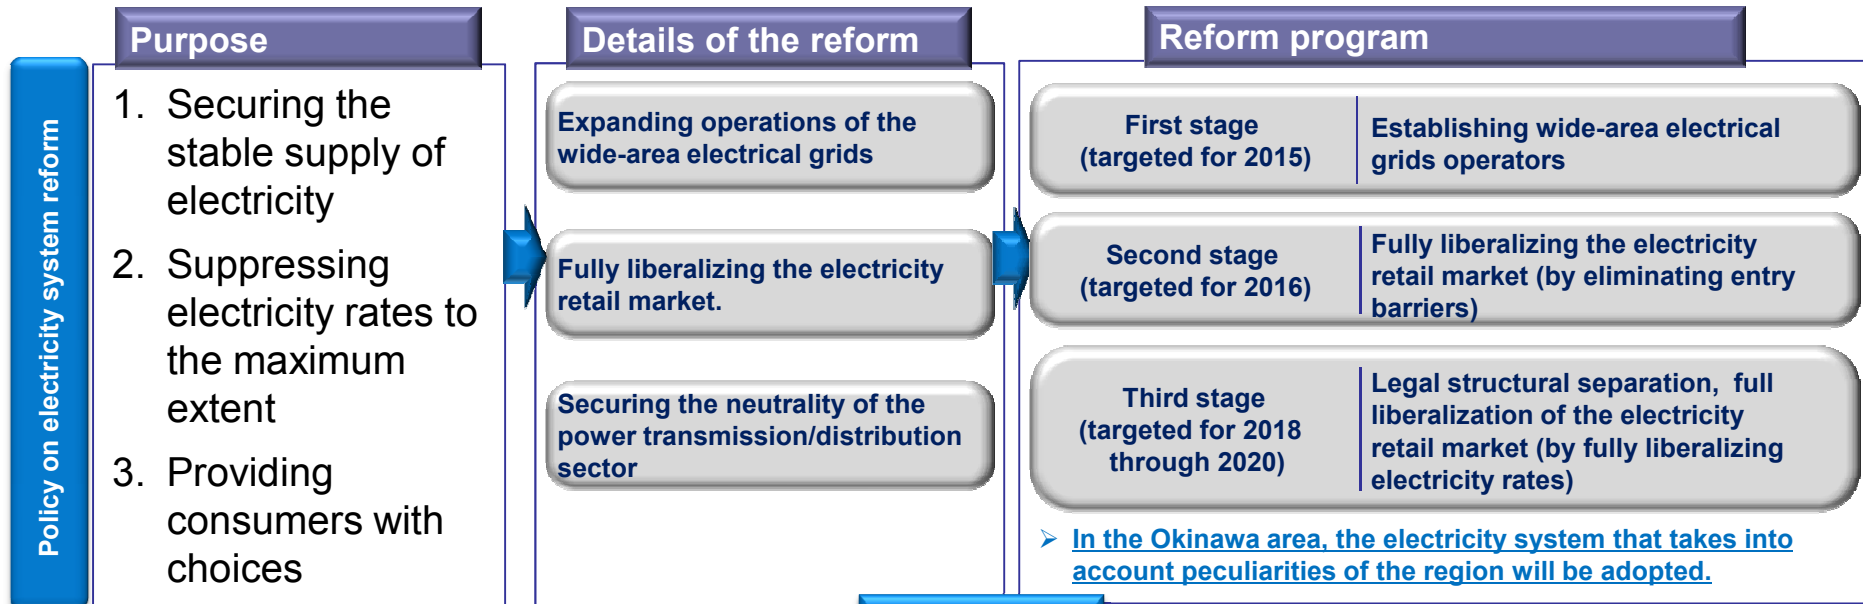 Policy on electricity system reform
Purpose
1. Securing the
stable supply of
electricity
2. Suppressing
electricity rates to
the maximum
extent
3. Providing
consumers with
choices
Details of the reform
Expanding operations of the
wide-area electrical grids
Fully liberalizing the electricity
retail market.
Securing the neutrality of the
power transmission/distribution
sector
Reform program
First stage
(targeted for 2015)
Establishing wide-area electrical
grids operators
Second stage
(targeted for 2016)
Fully liberalizing the electricity
retail market (by eliminating entry
barriers)
Third stage
(targeted for 2018
through 2020)
Legal structural separation, full
liberalization of the electricity
retail market (by fully liberalizing
electricity rates)
➢ In the Okinawa area, the electricity system that takes into
account peculiarities of the region will be adopted.